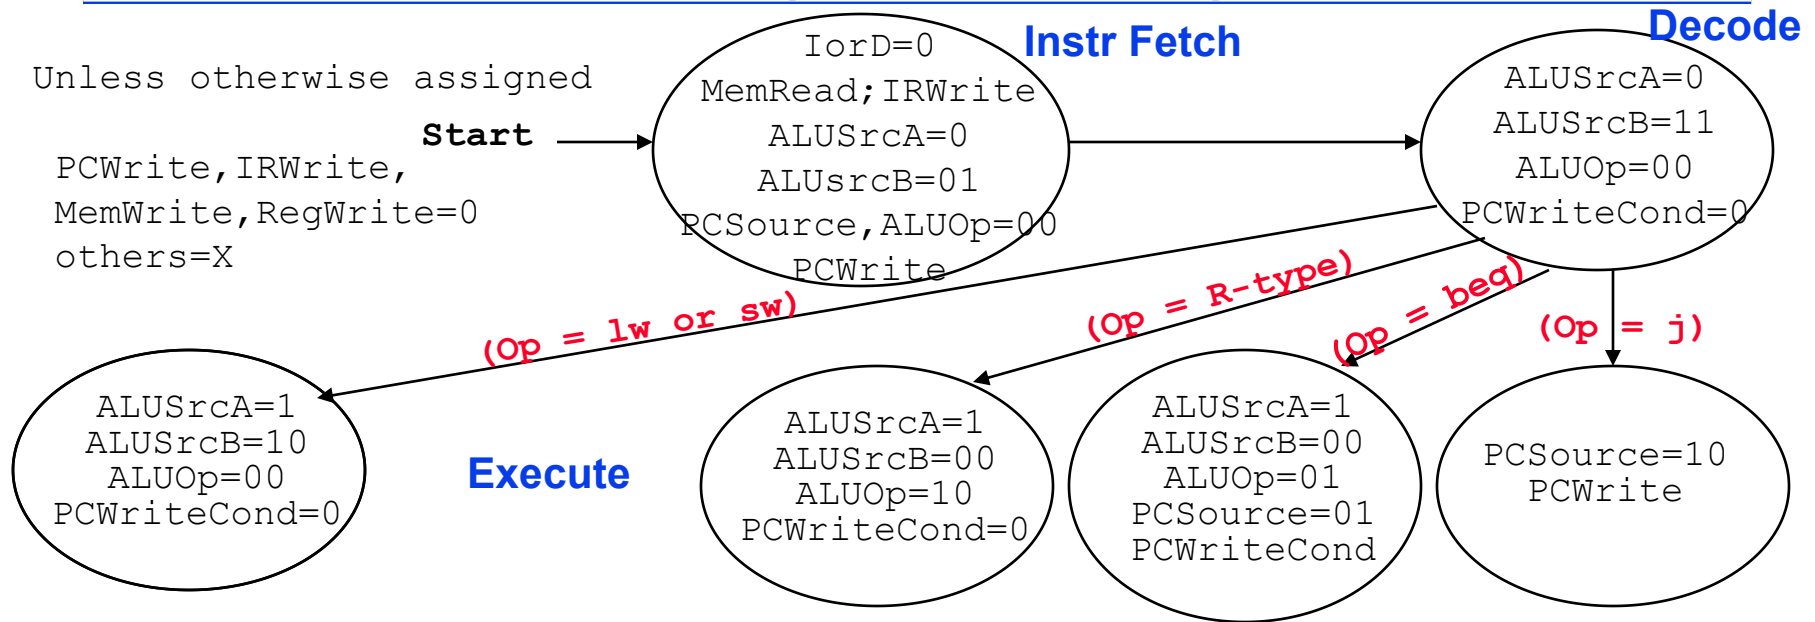 Instr Fetch
Decode
Unless otherwise assigned
Start
PCWrite,IRWrite,
MemWrite,RegWrite=0
others=X
IorD=0
MemRead;IRWrite
ALUSrcA=0
ALUsrcB=01
PCSource,ALUOp=00
PCWrite
ALUSrcA=0
ALUSrcB=11
ALUOp=00
PCWriteCond=0
(Op = lw or sw)
(Op = R-type)
(Op = beq)
(Op = j)
ALUSrcA=1
ALUSrcB=10
ALUOp=00
PCWriteCond=0
Execute
ALUSrcA=1
ALUSrcB=00
ALUOp=10
PCWriteCond=0
ALUSrcA=1
ALUSrcB=00
ALUOp=01
PCSource=01
PCWriteCond
PCSource=10
PCWrite